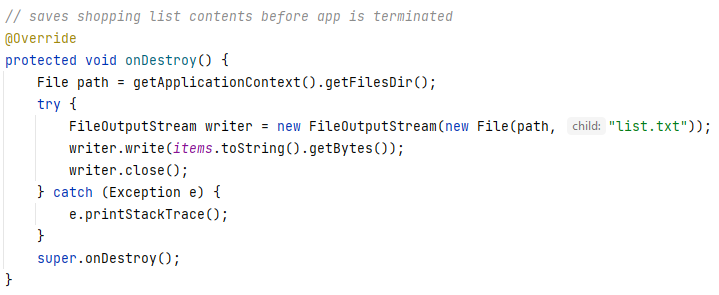 // saves shopping list contents before app is terminated
@Override
protected void onDestroy() {
    File path = getApplicationContext().getFilesDir();
    try {
        FileOutputStream writer = new FileOutputStream(new File(path, child: "list.txt"));
        writer.write(items.toString().getBytes());
        writer.close();
    } catch (Exception e) {
        e.printStackTrace();
    }
    super.onDestroy();
}